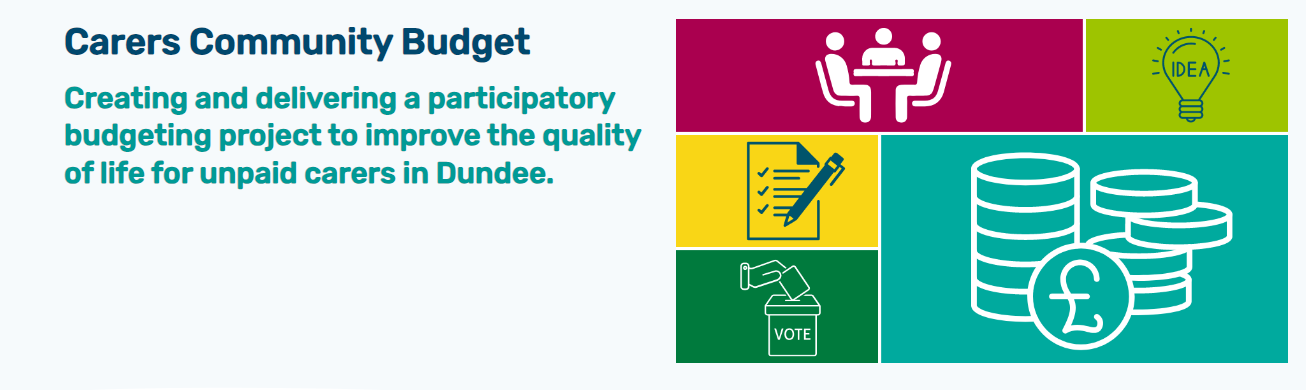 Carers Community Budget
Creating and delivering a participatory
budgeting project to improve the quality
of life for unpaid carers in Dundee.
IDEA
VOTE
£